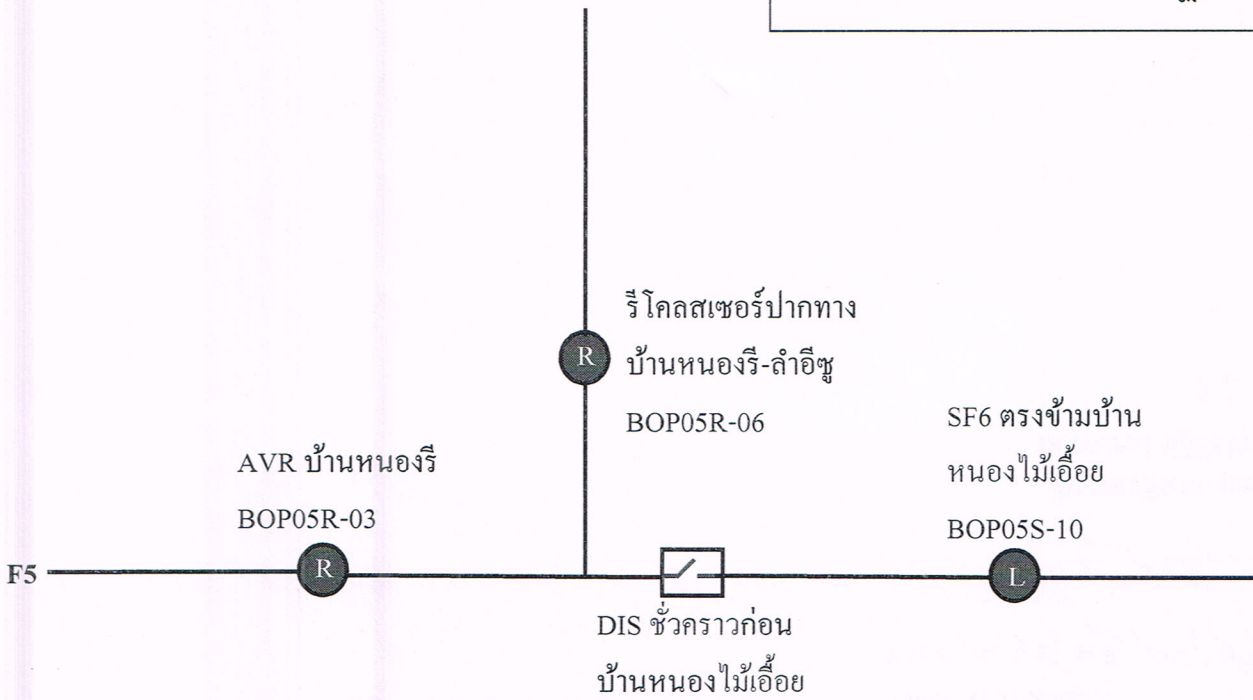 รีโคลสเซอร์ปากทาง
บ้านหนองรี-ลำอีซู
R
BOP05R-06
SF6 ตรงข้ามบ้าน
หนองไม้เอื้อย
BOP05S-10
AVR บ้านหนองรี
BOP05R-03
F5
R
L
DIS ชั่วคราวก่อน
บ้านหนองไม้เอื้อย